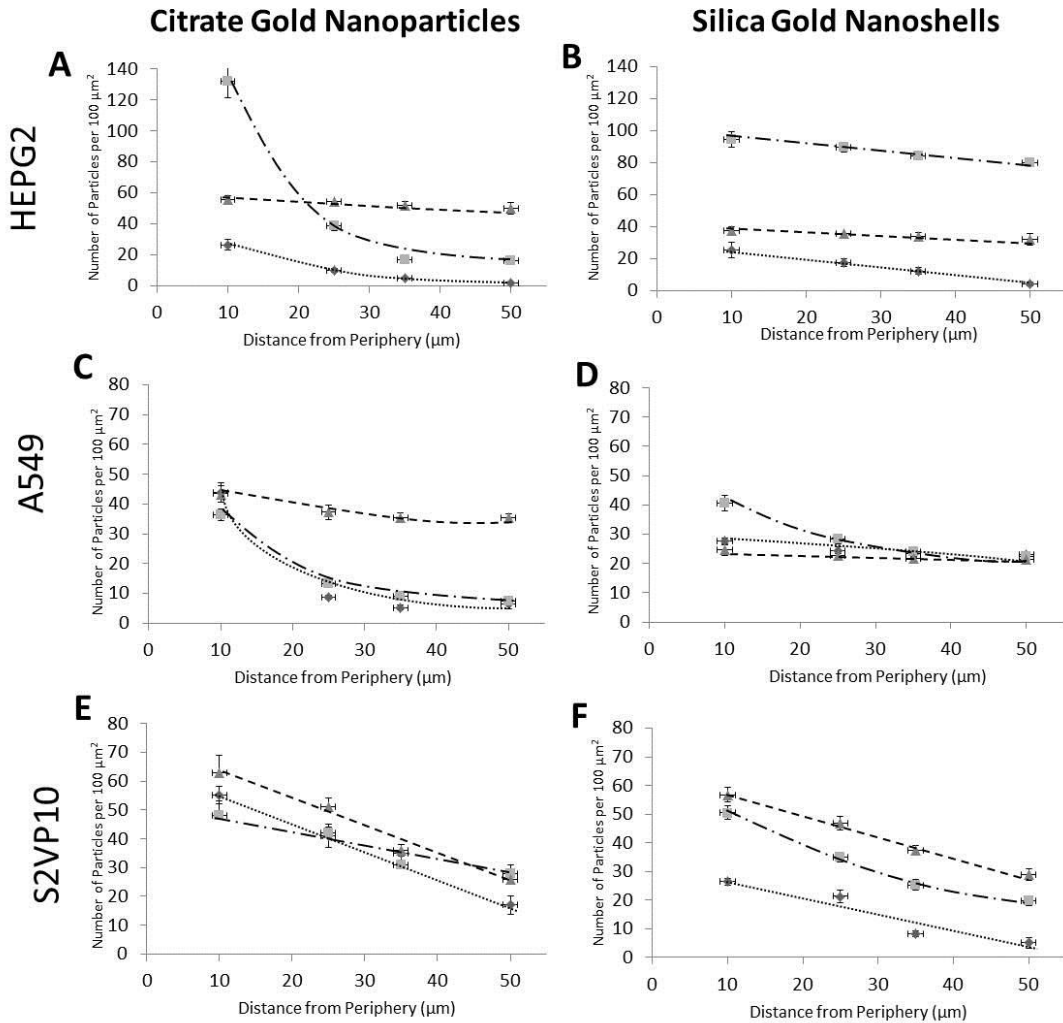 Citrate Gold Nanoparticles
Silica Gold Nanoshells
HEPG2
A
Number of Particles per 100 µm²
140
120
100
80
60
40
20
0
0 10 20 30 40 50
Distance from Periphery (µm)
B
Number of Particles per 100 µm²
140
120
100
80
60
40
20
0
0 10 20 30 40 50
Distance from Periphery (µm)
A549
C
Number of Particles per 100 µm²
80
70
60
50
40
30
20
10
0
0 10 20 30 40 50
Distance from Periphery (µm)
D
Number of Particles per 100 µm²
80
70
60
50
40
30
20
10
0
0 10 20 30 40 50
Distance from Periphery (µm)
S2VP10
E
Number of Particles per 100 µm²
80
70
60
50
40
30
20
10
0
0 10 20 30 40 50
Distance from Periphery (µm)
F
Number of Particles per 100 µm²
80
70
60
50
40
30
20
10
0
0 10 20 30 40 50
Distance from Periphery (µm)